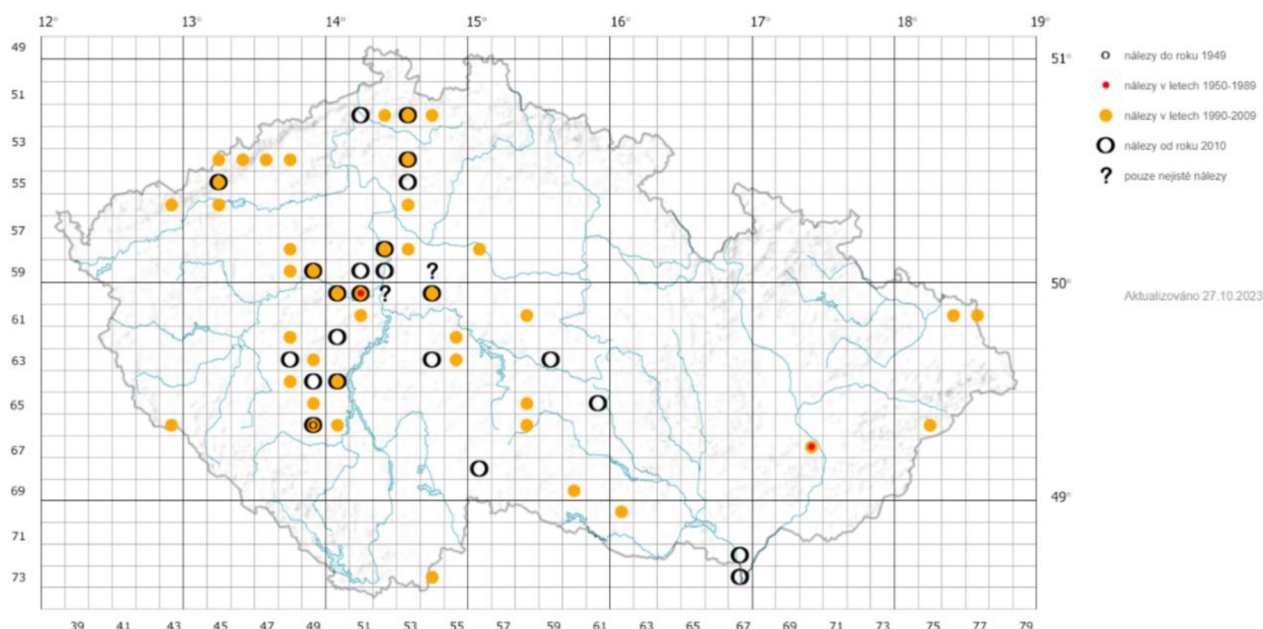 12° 13° 14° 15° 16° 17° 18° 19°
49
51
53
55
57
59
61
63
65
67
69
71
73
51°
50°
49°
39 41 43 45 47 49 51 53 55 57 59 61 63 65 67 69 71 73 75 77 79
nálezy do roku 1949
nálezy v letech 1950-1989
nálezy v letech 1990-2009
nálezy od roku 2010
? pouze nejisté nálezy
?
?
Aktualizováno 27.10.2023